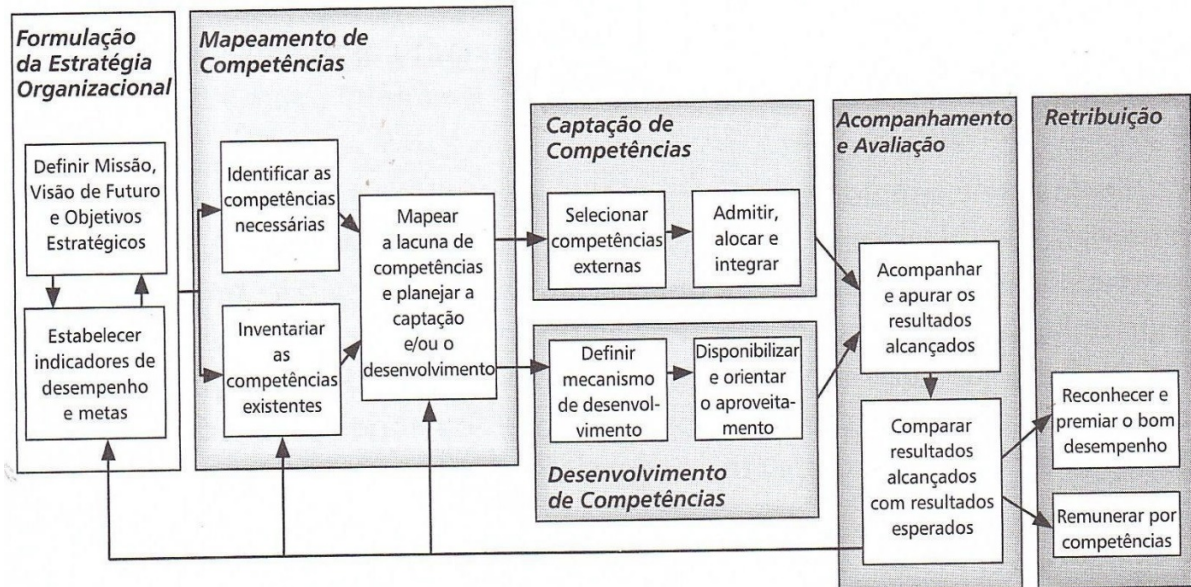 Formulação
da Estratégia
Organizacional
Definir Missão,
Visão de Futuro
e Objetivos
Estratégicos
Estabelecer
indicadores de
desempenho
e metas
Mapeamento de
Competências
Identificar as
competências
necessárias
Inventariar
as
competências
existentes
Mapear
a lacuna de
competências
e planejar a
captação
e/ou o
desenvolvimento
Captação de
Competências
Selecionar
competências
externas
Admitir,
alocar e
integrar
Definir
mecanismo
de desenvol-
vimento
Disponibilizar
e orientar
o aproveita-
mento
Desenvolvimento
de Competências
Acompanhamento
e Avaliação
Acompanhar
e apurar os
resultados
alcançados
Comparar
resultados
alcançados
com resultados
esperados
Retribuição
Reconhecer e
premiar o bom
desempenho
Remunerar por
competências